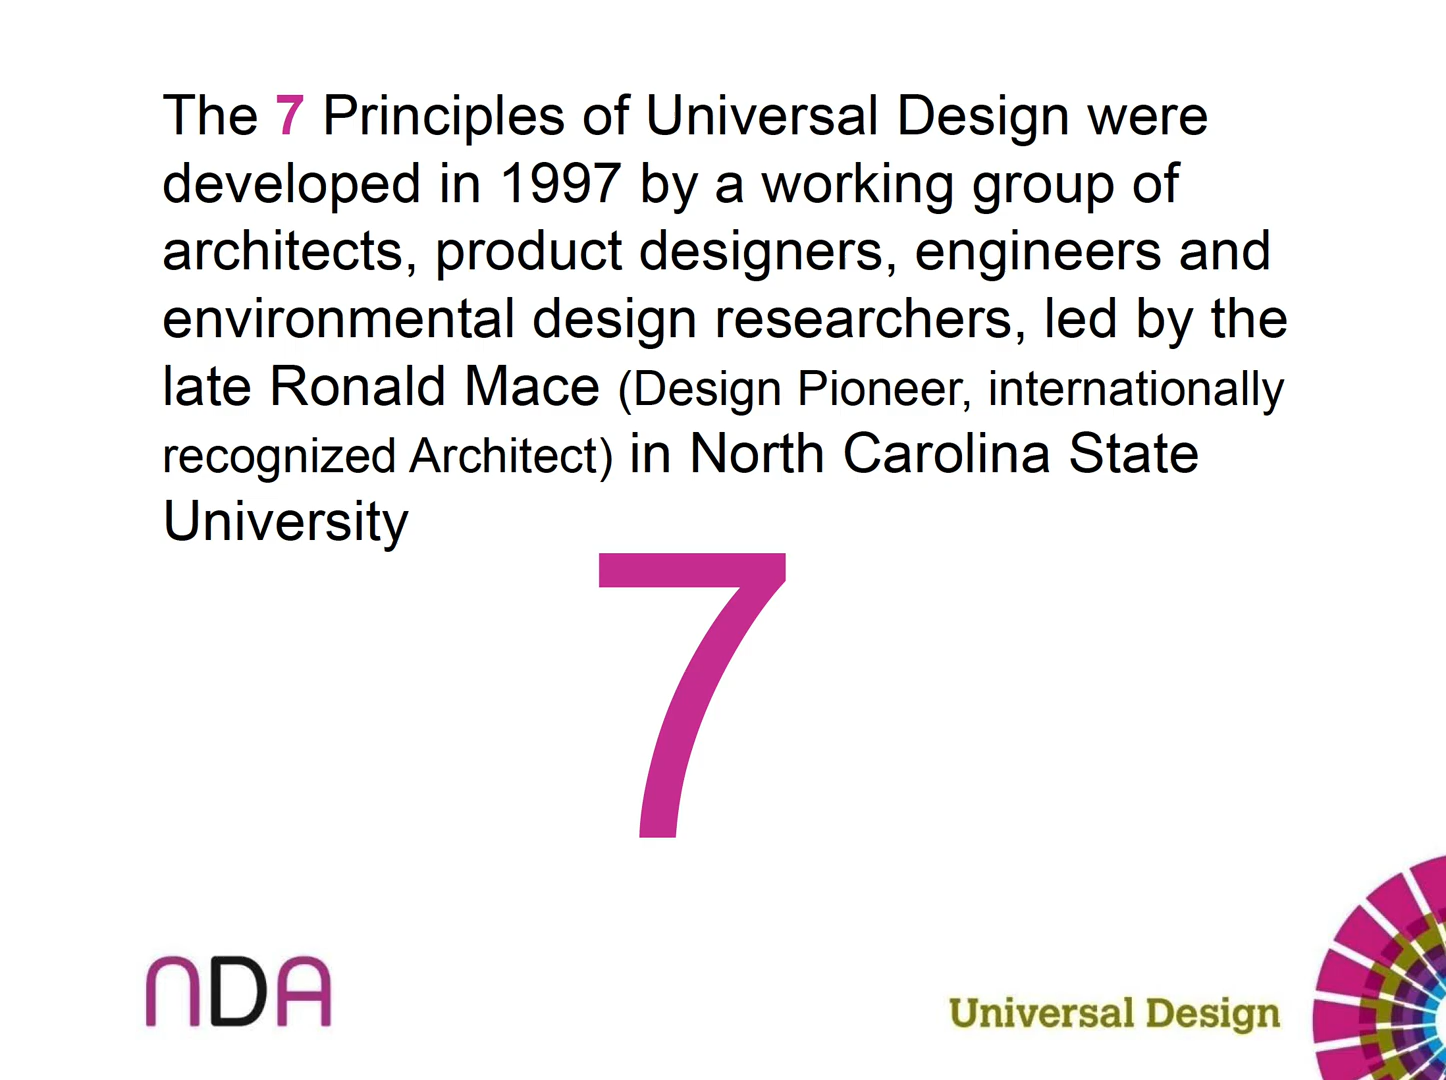 The 7 Principles of Universal Design were
developed in 1997 by a working group of
architects, product designers, engineers and
environmental design researchers, led by the
late Ronald Mace (Design Pioneer, internationally
recognized Architect) in North Carolina State
University
7
NDA
Universal Design